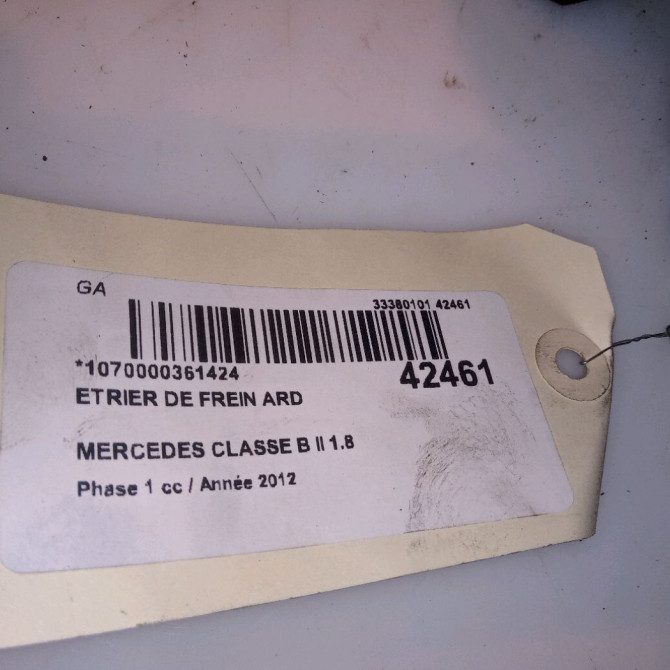 GA
33380101 42461
*1070000361424
42461
ETRIER DE FREIN ARD
MERCEDES CLASSE B II 1.8
Phase 1 cc / Année 2012